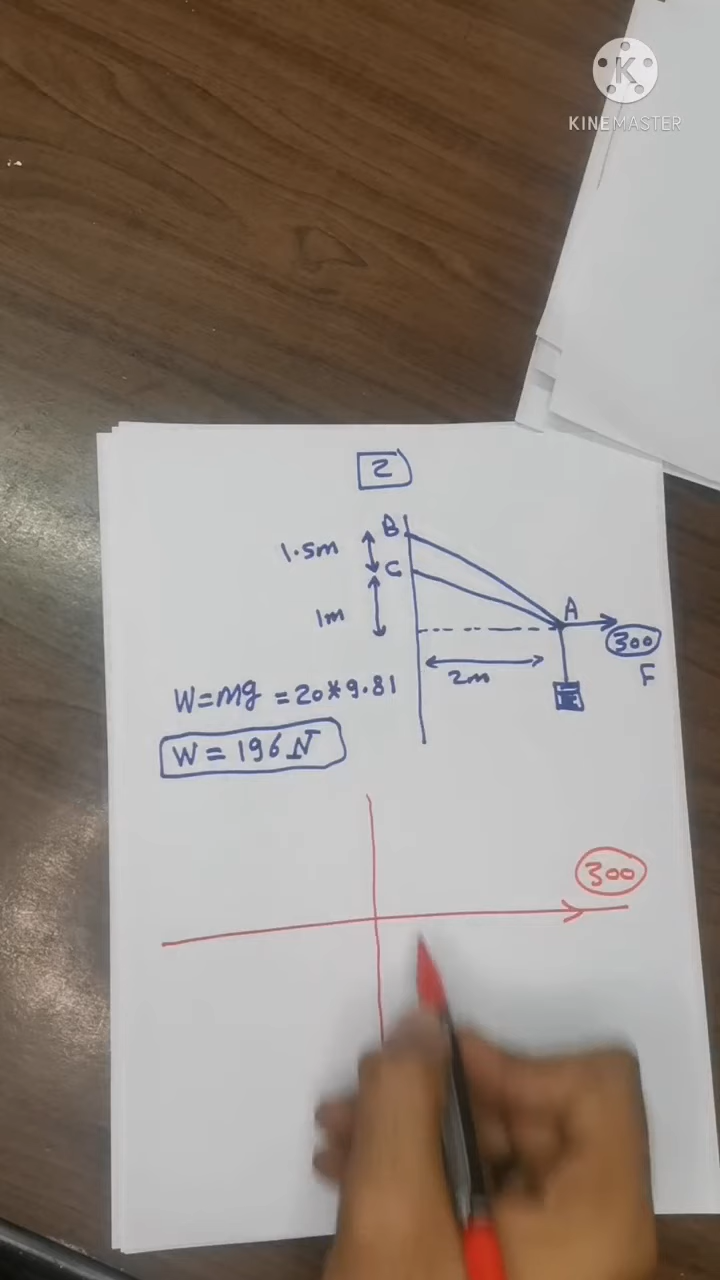 K
KINEMASTER
2
B
1.5m
C
1m
A
300
F
2m
W=mg = 20*9.81
W = 196 N
300